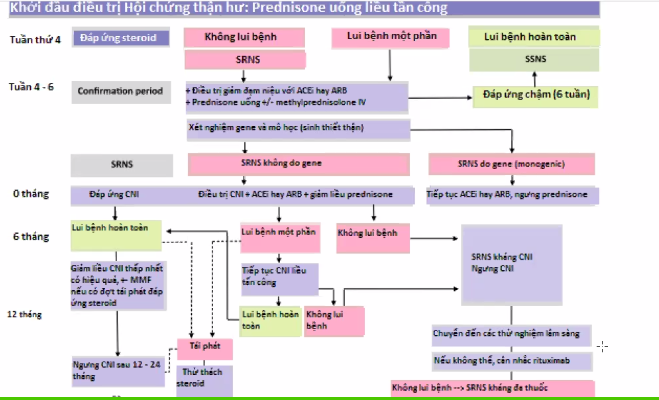 Khởi đầu điều trị Hội chứng thận hư: Prednisone uống liều tấn công
Tuần thứ 4
Đáp ứng steroid
Không lui bệnh
Lui bệnh một phần
Lui bệnh hoàn toàn
SRNS
SSNS
Tuần 4 - 6
Confirmation period
+ Điều trị giảm đạm niệu với ACEi hay ARB
+ Prednisone uống +/- methylprednisolone IV
Đáp ứng chậm (6 tuần)
Xét nghiệm gene và mô học (sinh thiết thận)
SRNS
SRNS không do gene
SRNS do gene (monogenic)
0 tháng
Đáp ứng CNI
Điều trị CNI + ACEi hay ARB + giảm liều prednisone
Tiếp tục ACEi hay ARB, ngưng prednisone
6 tháng
Lui bệnh hoàn toàn
Lui bệnh một phần
Không lui bệnh
SRNS kháng CNI
Ngưng CNI
Giảm liều CNI thấp nhất
có hiệu quả, +- MMF
nếu có đợt tái phát đáp
ứng steroid
Tiếp tục CNI liều
tấn công
12 tháng
Lui bệnh hoàn
toàn
Không lui
bệnh
Chuyển đến các thử nghiệm lâm sàng
Tái phát
Nếu không thể, cân nhắc rituximab
Ngưng CNI sau 12 - 24
tháng
Thử thách
steroid
Không lui bệnh --> SRNS kháng đa thuốc